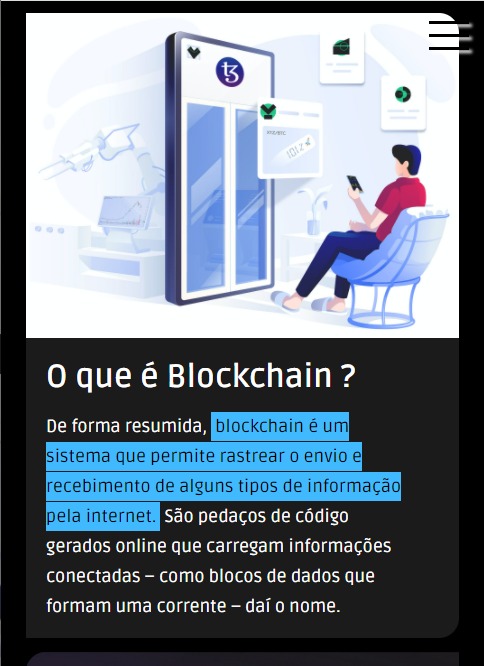 XTZ/BTC
O que é Blockchain ?
De forma resumida, blockchain é um
sistema que permite rastrear o envio e
recebimento de alguns tipos de informação
pela internet. São pedaços de código
gerados online que carregam informações
conectadas – como blocos de dados que
formam uma corrente – daí o nome.